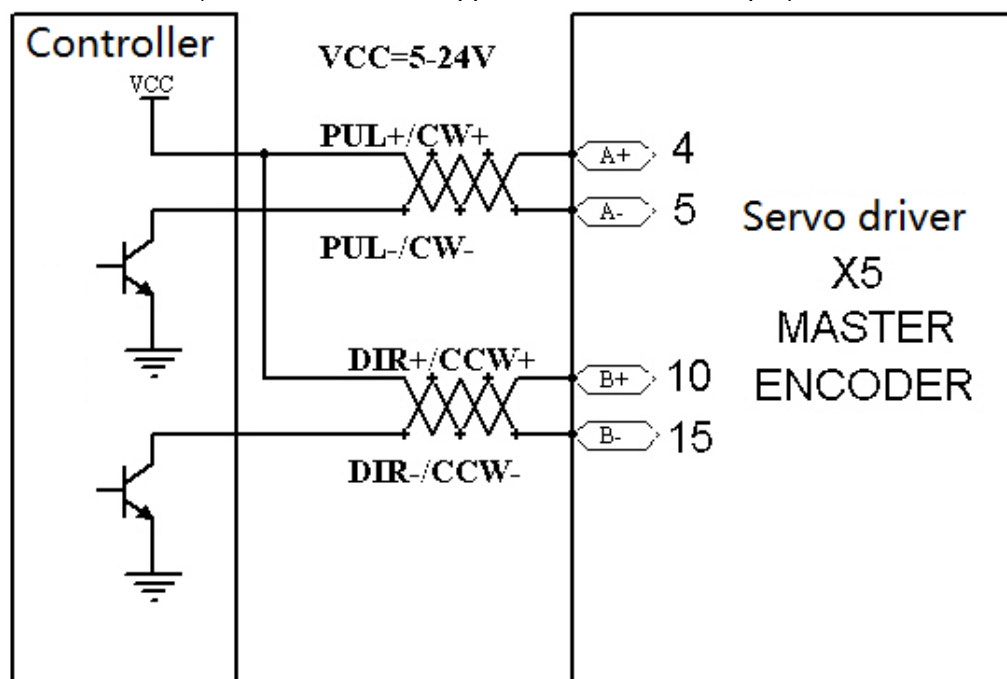 Controller
VCC
VCC=5-24V
PUL+/CW+
A+ 4
A- 5
PUL-/CW-
Servo driver
X5
MASTER
ENCODER
DIR+/CCW+
B+ 10
B- 15
DIR-/CCW-